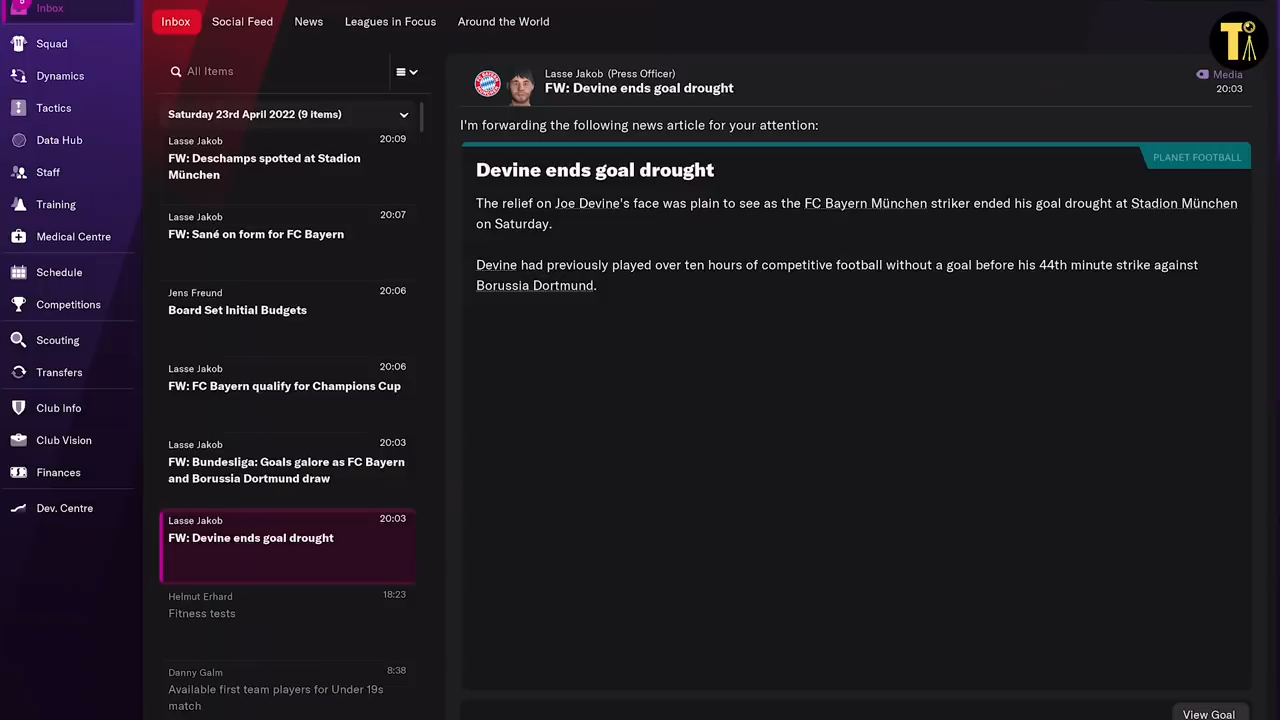 Inbox
Squad
Dynamics
Tactics
Data Hub
Staff
Training
Medical Centre
Schedule
Competitions
Scouting
Transfers
Club Info
Club Vision
Finances
Dev. Centre
Inbox
Social Feed
News
Leagues in Focus
Around the World
All Items
Saturday 23rd April 2022 (9 items)
Lasse Jakob 20:09
FW: Deschamps spotted at Stadion
München
Lasse Jakob 20:07
FW: Sané on form for FC Bayern
Jens Freund 20:06
Board Set Initial Budgets
Lasse Jakob 20:06
FW: FC Bayern qualify for Champions Cup
Lasse Jakob 20:03
FW: Bundesliga: Goals galore as FC Bayern
and Borussia Dortmund draw
Lasse Jakob 20:03
FW: Devine ends goal drought
Helmut Erhard 18:23
Fitness tests
Danny Galm 8:38
Available first team players for Under 19s
match
Lasse Jakob (Press Officer)
FW: Devine ends goal drought
Media
20:03
I'm forwarding the following news article for your attention:
PLANET FOOTBALL
Devine ends goal drought
The relief on Joe Devine's face was plain to see as the FC Bayern München striker ended his goal drought at Stadion München
on Saturday.
Devine had previously played over ten hours of competitive football without a goal before his 44th minute strike against
Borussia Dortmund.
View Goal